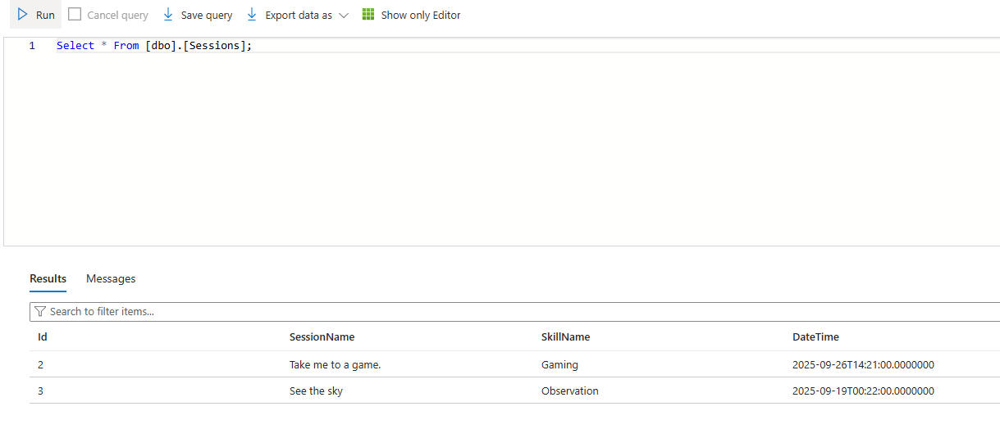 Run Cancel query Save query Export data as Show only Editor
1 Select * From [dbo].[Sessions];
Results Messages
Search to filter items...
Id SessionName SkillName DateTime
2 Take me to a game. Gaming 2025-09-26T14:21:00.0000000
3 See the sky Observation 2025-09-19T00:22:00.0000000